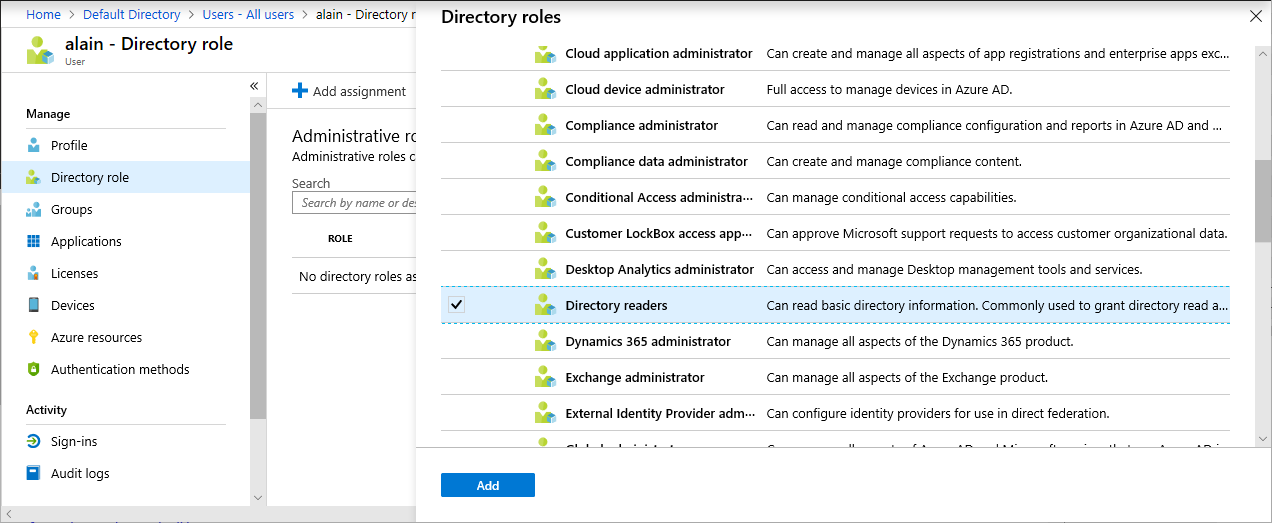 Home > Default Directory > Users - All users > alain - Directory r
alain - Directory role
User
«
Manage
Profile
Directory role
Groups
Applications
Licenses
Devices
Azure resources
Authentication methods
Activity
Sign-ins
Audit logs
Add assignment
Administrative ro
Administrative roles c
Search
Search by name or des
ROLE
No directory roles as
Directory roles
Cloud application administrator Can create and manage all aspects of app registrations and enterprise apps exc...
Cloud device administrator Full access to manage devices in Azure AD.
Compliance administrator Can read and manage compliance configuration and reports in Azure AD and ...
Compliance data administrator Can create and manage compliance content.
Conditional Access administra... Can manage conditional access capabilities.
Customer LockBox access app... Can approve Microsoft support requests to access customer organizational data.
Desktop Analytics administrator Can access and manage Desktop management tools and services.
Directory readers Can read basic directory information. Commonly used to grant directory read a...
Dynamics 365 administrator Can manage all aspects of the Dynamics 365 product.
Exchange administrator Can manage all aspects of the Exchange product.
External Identity Provider adm... Can configure identity providers for use in direct federation.
Add